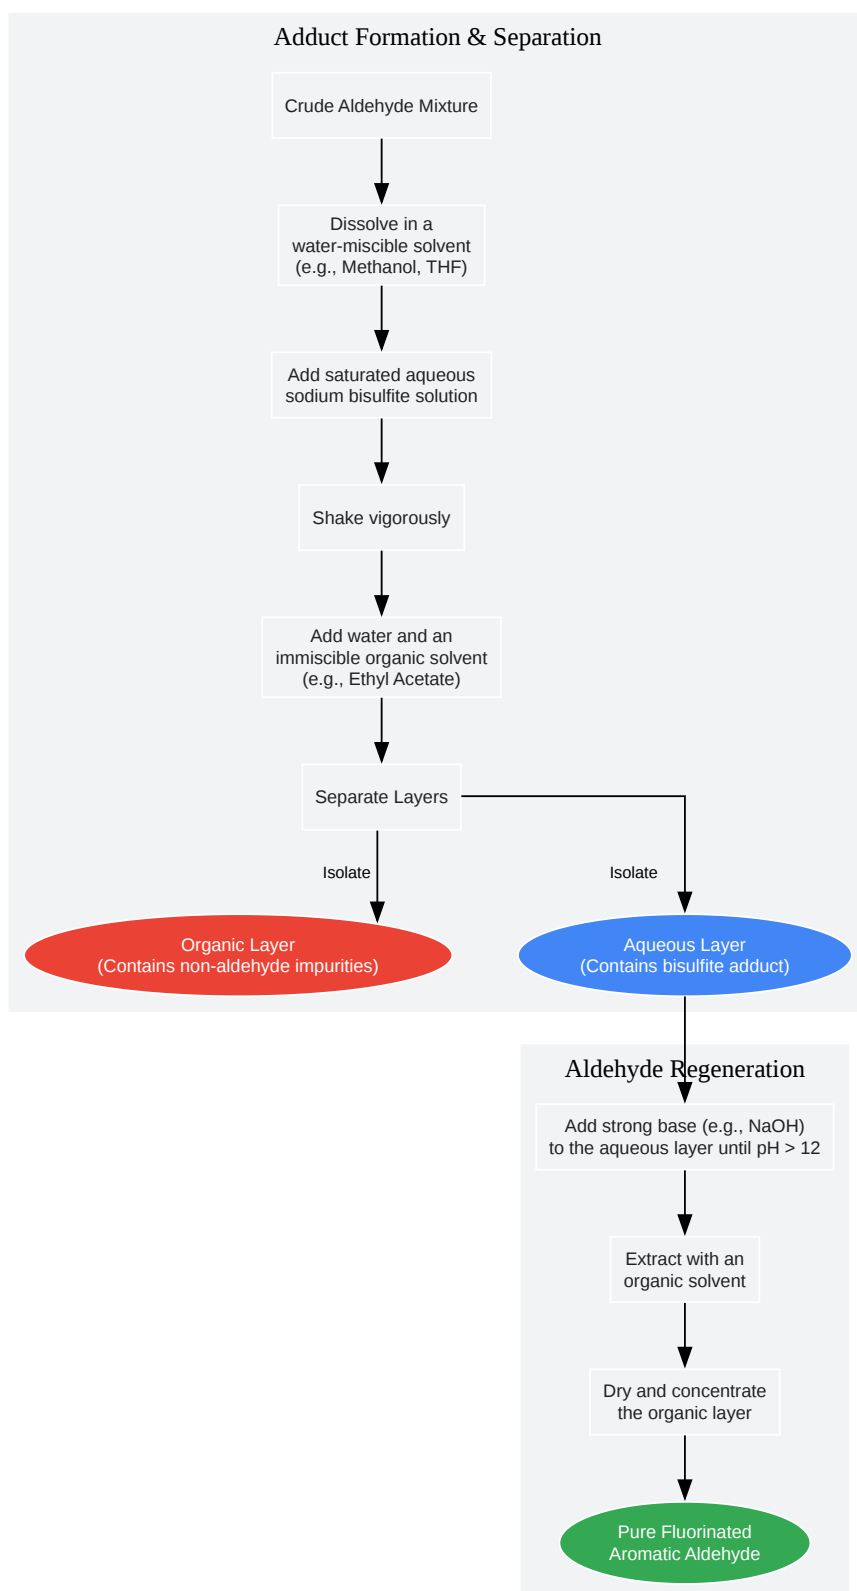 Adduct Formation & Separation
Crude Aldehyde Mixture
Dissolve in a
water-miscible solvent
(e.g., Methanol, THF)
Add saturated aqueous
sodium bisulfite solution
Shake vigorously
Add water and an
immiscible organic solvent
(e.g., Ethyl Acetate)
Separate Layers
Isolate
Isolate
Organic Layer
(Contains non-aldehyde impurities)
Aqueous Layer
(Contains bisulfite adduct)
Aldehyde Regeneration
Add strong base (e.g., NaOH)
to the aqueous layer until pH > 12
Extract with an
organic solvent
Dry and concentrate
the organic layer
Pure Fluorinated
Aromatic Aldehyde